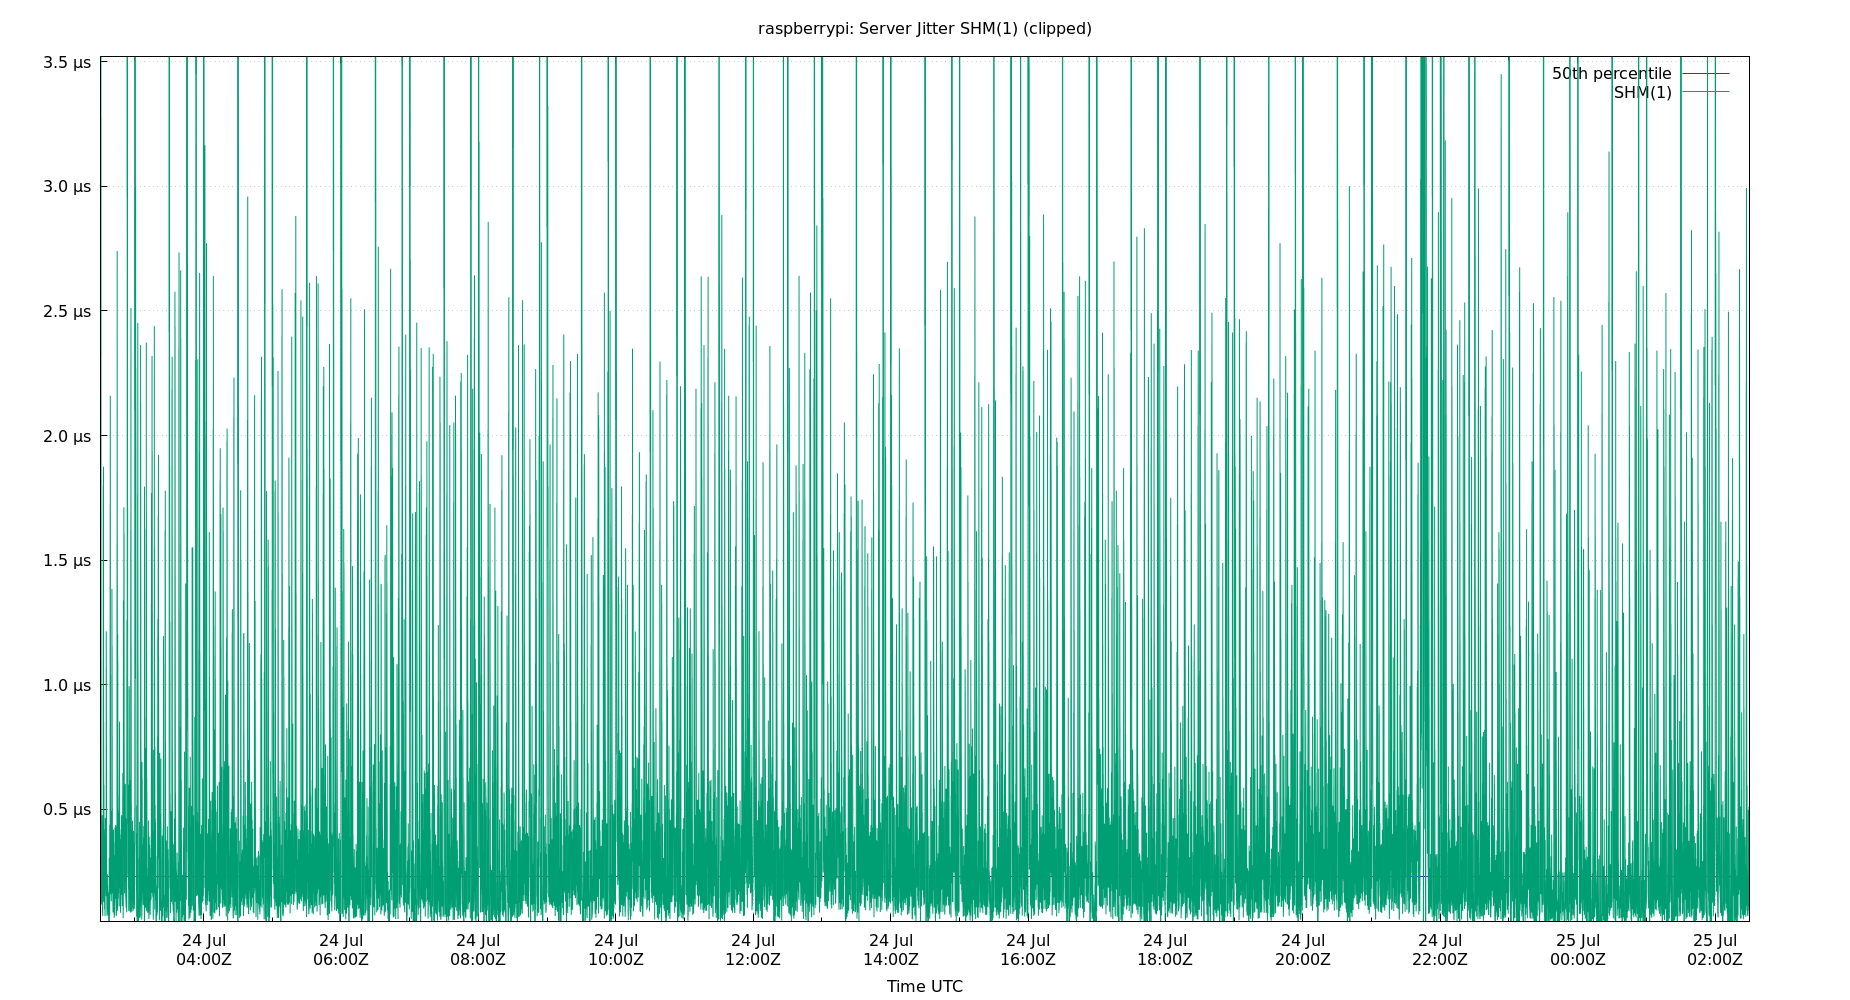 raspberrypi: Server Jitter SHM(1) (clipped)
3.5 µs
50th percentile
SHM(1)
3.0 µs
2.5 µs
2.0 µs
1.5 µs
1.0 µs
0.5 µs
24 Jul 24 Jul 24 Jul 24 Jul 24 Jul 24 Jul 24 Jul 24 Jul 24 Jul 24 Jul 25 Jul 25 Jul
04:00Z 06:00Z 08:00Z 10:00Z 12:00Z 14:00Z 16:00Z 18:00Z 20:00Z 22:00Z 00:00Z 02:00Z
Time UTC